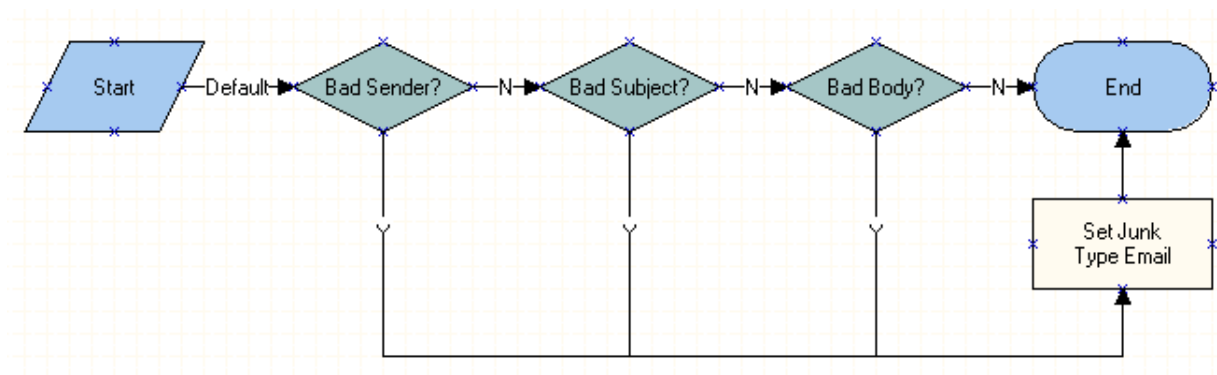 Start
Default
Bad Sender?
N
Bad Subject?
N
Bad Body?
N
End
Y
Y
Y
Set Junk
Type Email